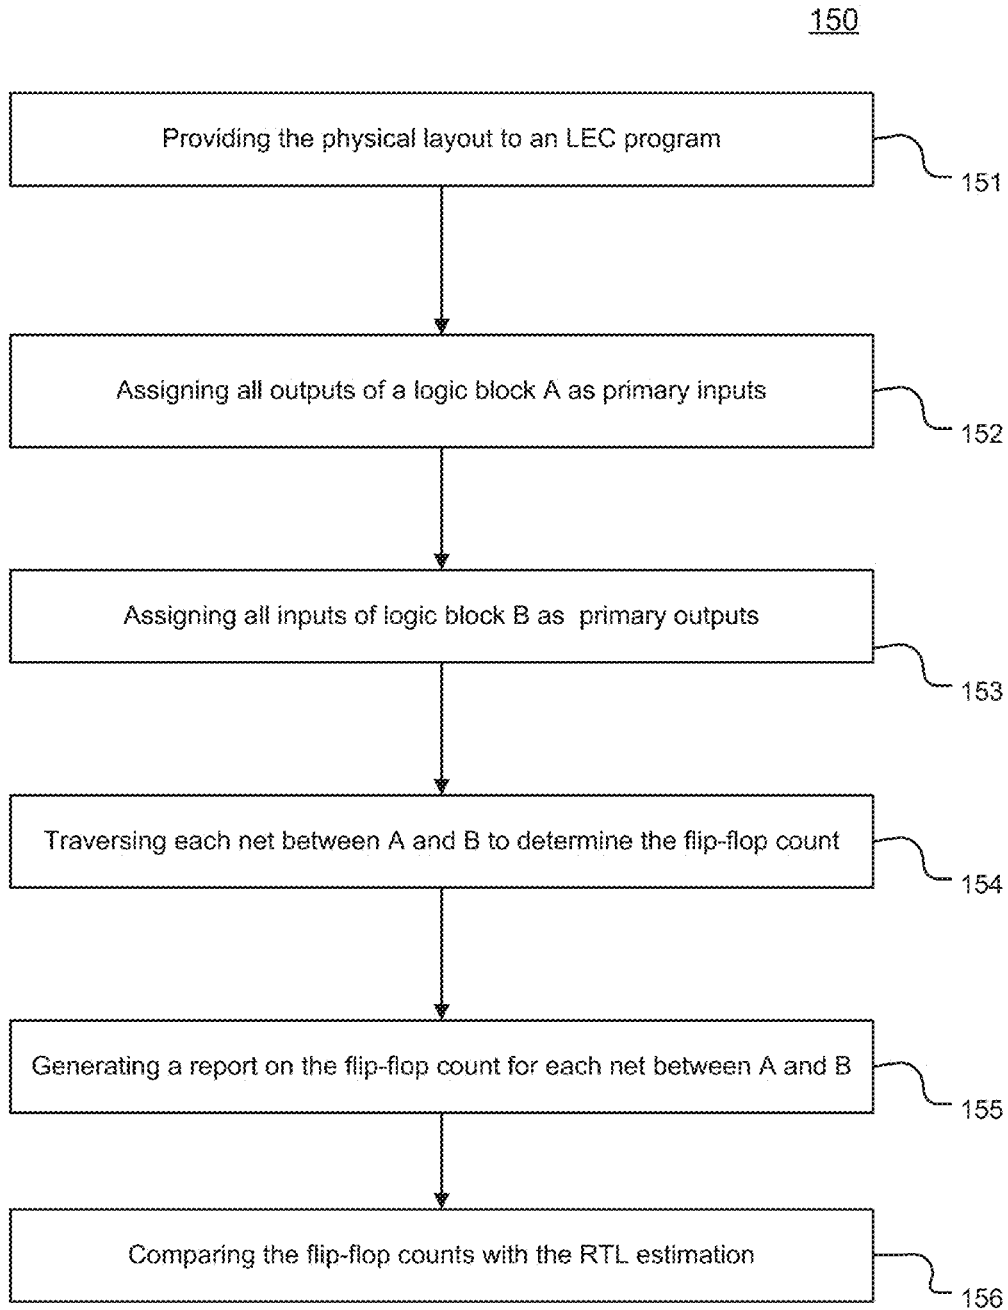 150
Providing the physical layout to an LEC program
151
Assigning all outputs of a logic block A as primary inputs
152
Assigning all inputs of logic block B as primary outputs
153
Traversing each net between A and B to determine the flip-flop count
154
Generating a report on the flip-flop count for each net between A and B
155
Comparing the flip-flop counts with the RTL estimation
156